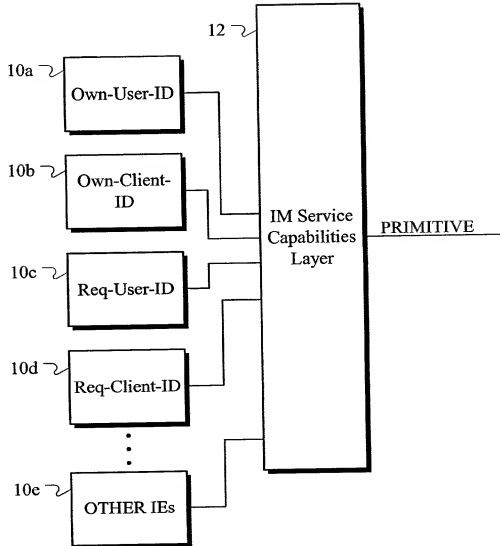 12
10a
Own-User-ID
10b
Own-Client-
ID
IM Service
Capabilities
Layer
PRIMITIVE
10c
Req-User-ID
10d
Req-Client-ID
10e
OTHER IEs